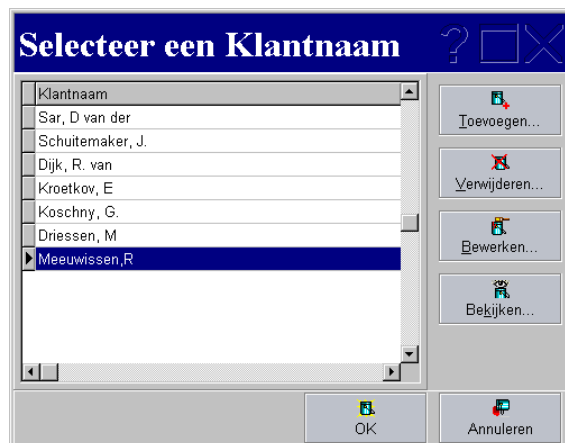 Selecteer een Klantnaam
Klantnaam
Sar, D van der
Schuitemaker, J.
Dijk, R. van
Kroetkov, E
Koschny, G.
Driessen, M
Meeuwissen,R
Toevoegen...
Verwijderen...
Bewerken...
Bekijken...
OK
Annuleren